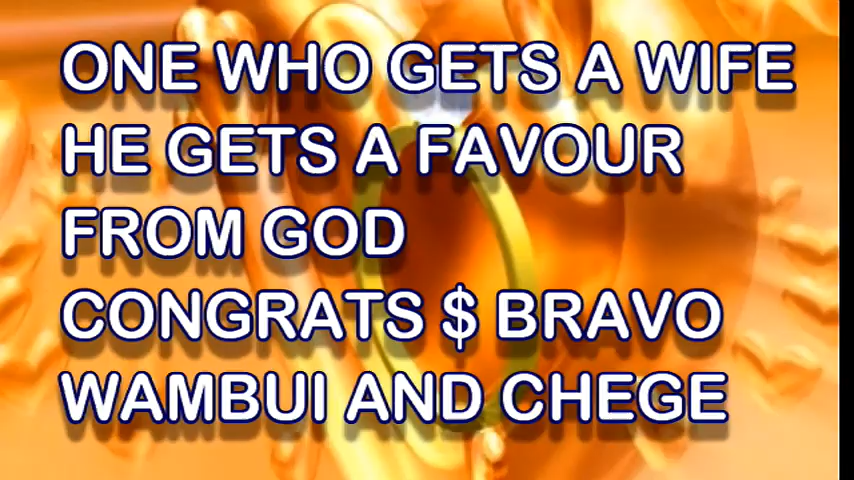 ONE WHO GETS A WIFE
HE GETS A FAVOUR
FROM GOD
CONGRATS $ BRAVO
WAMBUI AND CHEGE